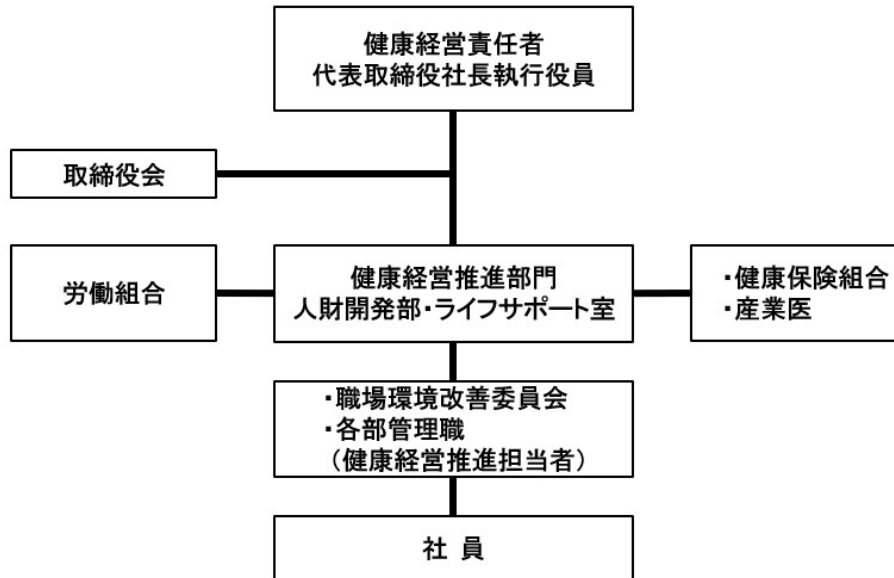 健康経営責任者
代表取締役社長執行役員
取締役会
労働組合
健康経営推進部門
人財開発部・ライフサポート室
・健康保険組合
・産業医
・職場環境改善委員会
・各部管理職
（健康経営推進担当者）
社 員